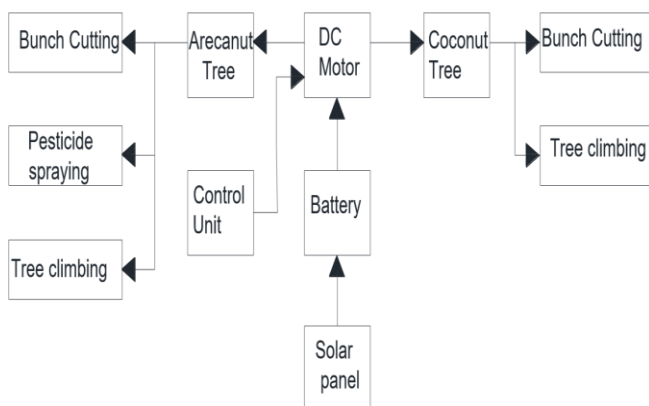 Bunch Cutting
Arecanut
Tree
DC
Motor
Coconut
Tree
Bunch Cutting
Pesticide
spraying
Tree climbing
Control
Unit
Battery
Tree climbing
Solar
panel